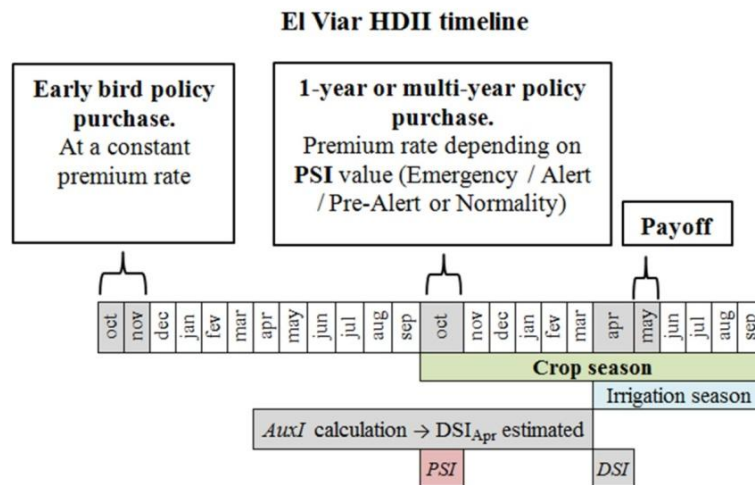 El Viar HDII timeline
Early bird policy
purchase.
At a constant
premium rate
1-year or multi-year policy
purchase.
Premium rate depending on
PSI value (Emergency / Alert
/ Pre-Alert or Normality)
Payoff
oct nov dec jan fev mar apr may jun jul aug sep oct nov dec jan fev mar apr may jun jul aug sep
Crop season
Irrigation season
AuxI calculation → DSIApr estimated
PSI DSI